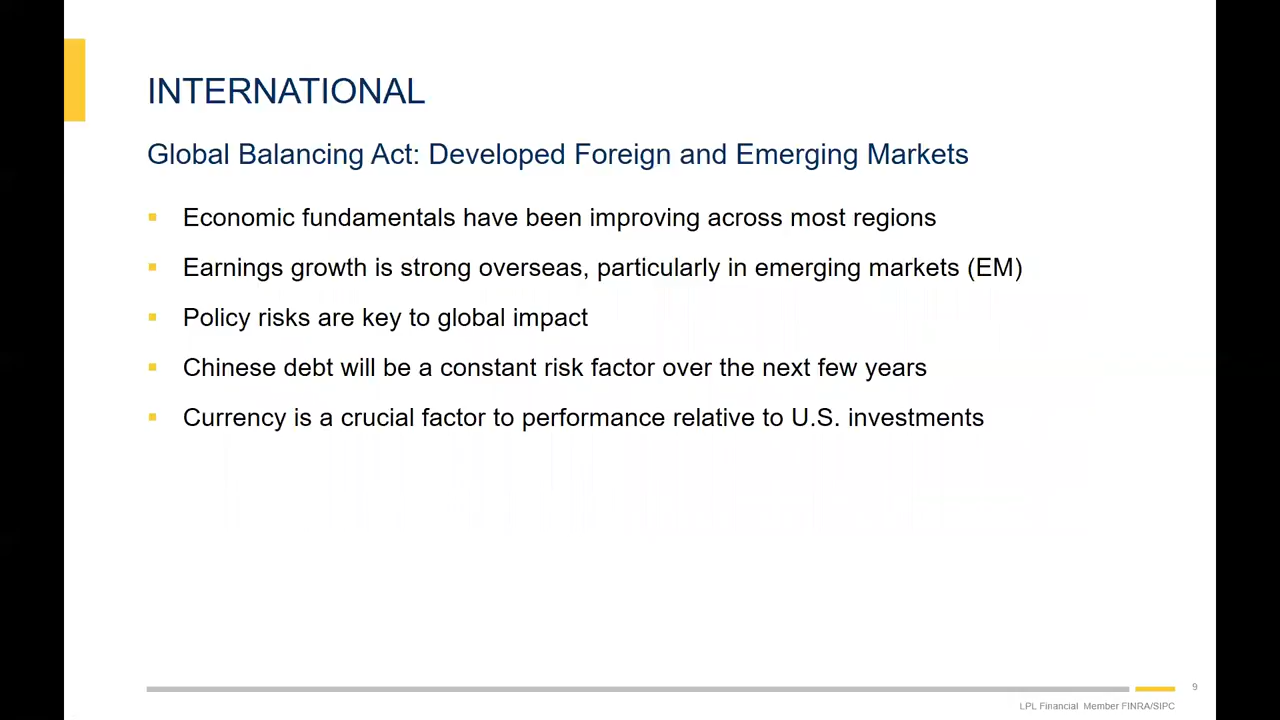 INTERNATIONAL
Global Balancing Act: Developed Foreign and Emerging Markets
Economic fundamentals have been improving across most regions
Earnings growth is strong overseas, particularly in emerging markets (EM)
Policy risks are key to global impact
Chinese debt will be a constant risk factor over the next few years
Currency is a crucial factor to performance relative to U.S. investments
9
LPL Financial Member FINRA/SIPC